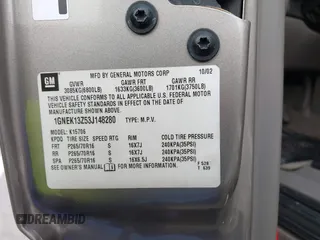 GM
MFD BY GENERAL MOTORS CORP
10/02
GVWR GAWR FRT GAWR RR
3085KG(6800LB) 1633KG(3600LB) 1701KG(3750LB)
THIS VEHICLE CONFORMS TO ALL APPLICABLE U.S. FEDERAL MOTOR
VEHICLE SAFETY STANDARDS IN EFFECT ON THE DATE OF
MANUFACTURE SHOWN ABOVE.
1GNEK13Z53J148280 TYPE: M.P.V.
MODEL: K15706
TIRE SIZE SPEED RTG RIM COLD TIRE PRESSURE
FRT P265/70R16 S 16X7J 240KPA(35PSI)
RR P265/70R16 S 16X7J 240KPA(35PSI)
SPA P265/70R16 S 16X6.5J 240KPA(35PSI)
SEE OWNER'S MANUAL FOR MORE INFORMATION.
DREAMBID